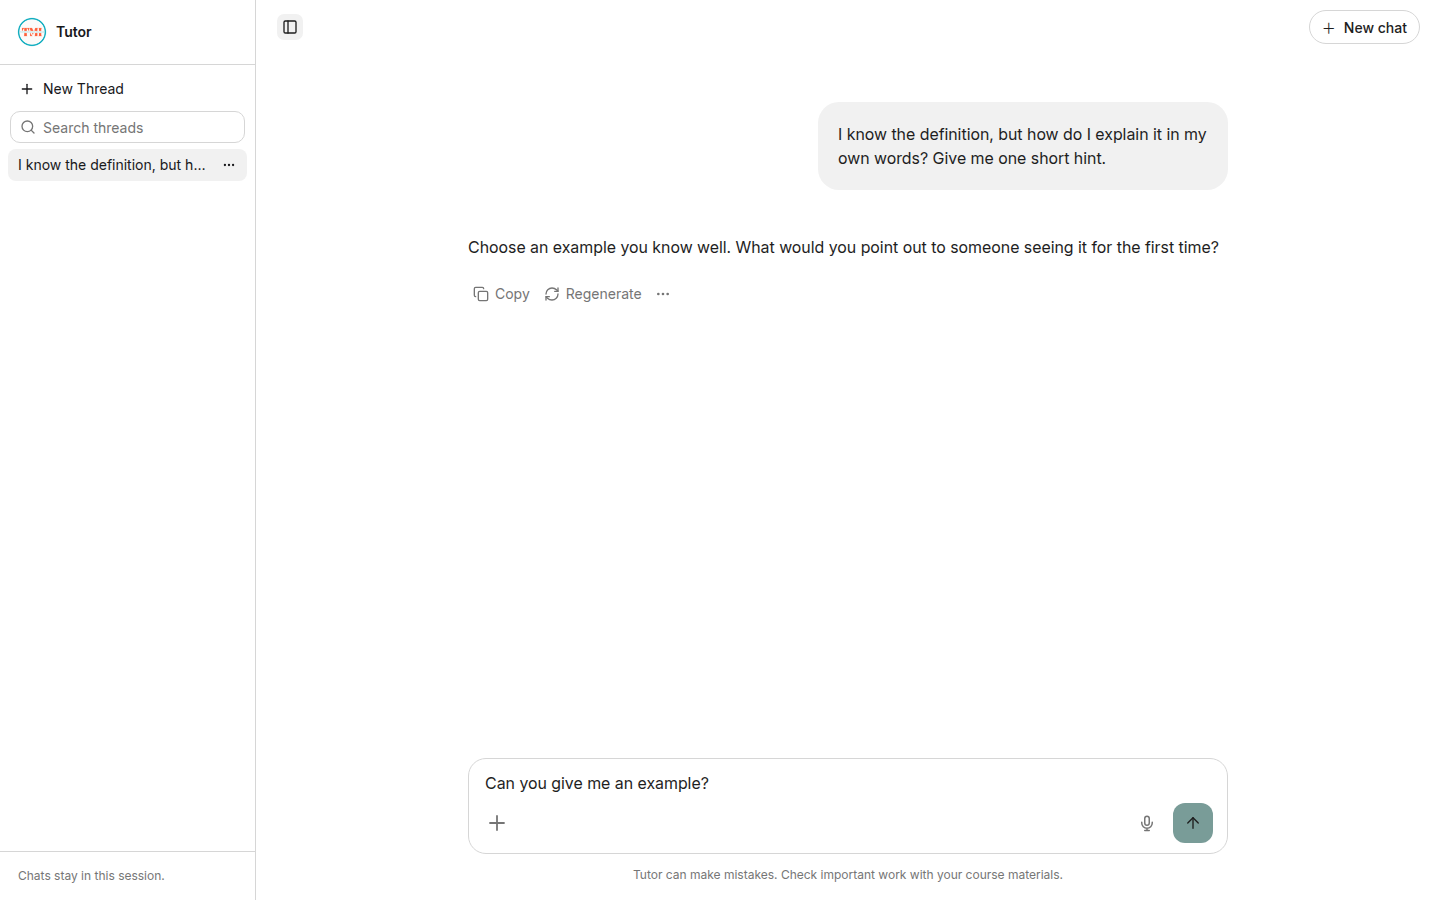 Tutor
New Thread
Search threads
I know the definition, but h...
Chats stay in this session.
New chat
I know the definition, but how do I explain it in my
own words? Give me one short hint.
Choose an example you know well. What would you point out to someone seeing it for the first time?
Copy
Regenerate
Can you give me an example?
Tutor can make mistakes. Check important work with your course materials.